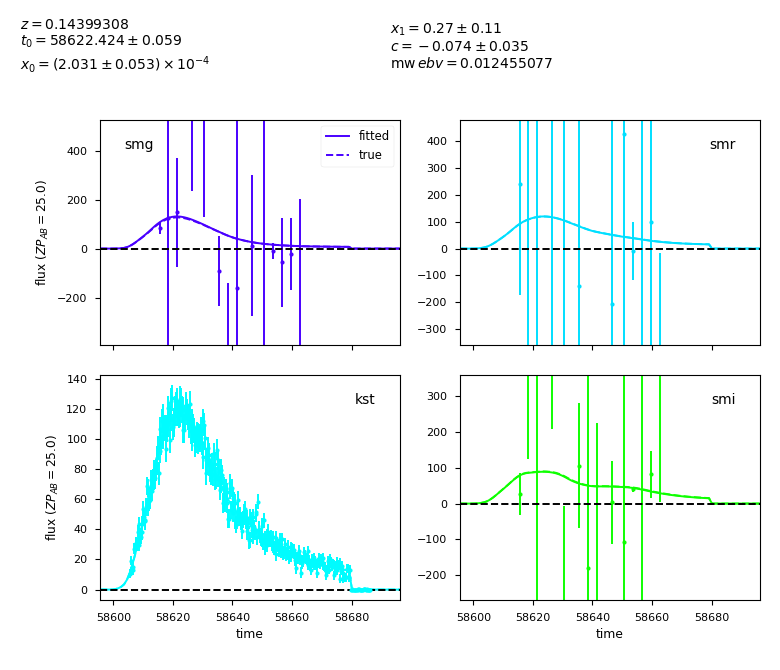 z = 0.14399308
t₀ = 58622.424 ± 0.059
x₀ = (2.031 ± 0.053) × 10⁻⁴
x₁ = 0.27 ± 0.11
c = −0.074 ± 0.035
mw ebv = 0.012455077
smg
fitted
true
400
200
0
−200
flux (ZP_AB = 25.0)
smr
400
300
200
100
0
−100
−200
−300
kst
140
120
100
80
60
40
20
0
flux (ZP_AB = 25.0)
58600 58620 58640 58660 58680
time
smi
300
200
100
0
−100
−200
58600 58620 58640 58660 58680
time